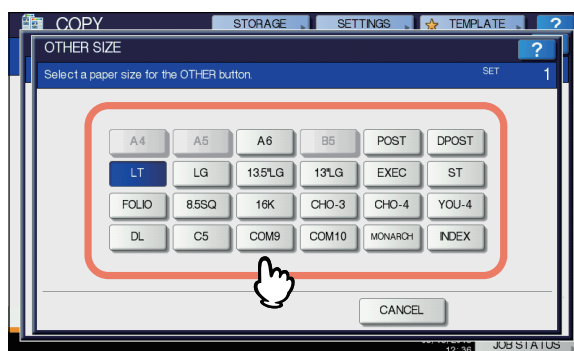 COPY STORAGE SETTINGS TEMPLATE ?
OTHER SIZE ?
Select a paper size for the OTHER button. SET 1
A4 A5 A6 B5 POST DPOST
LT LG 13.5"LG 13"LG EXEC ST
FOLIO 8.5SQ 16K CHO-3 CHO-4 YOU-4
DL C5 COM9 COM10 MONARCH INDEX
CANCEL
12:36 JOB STATUS